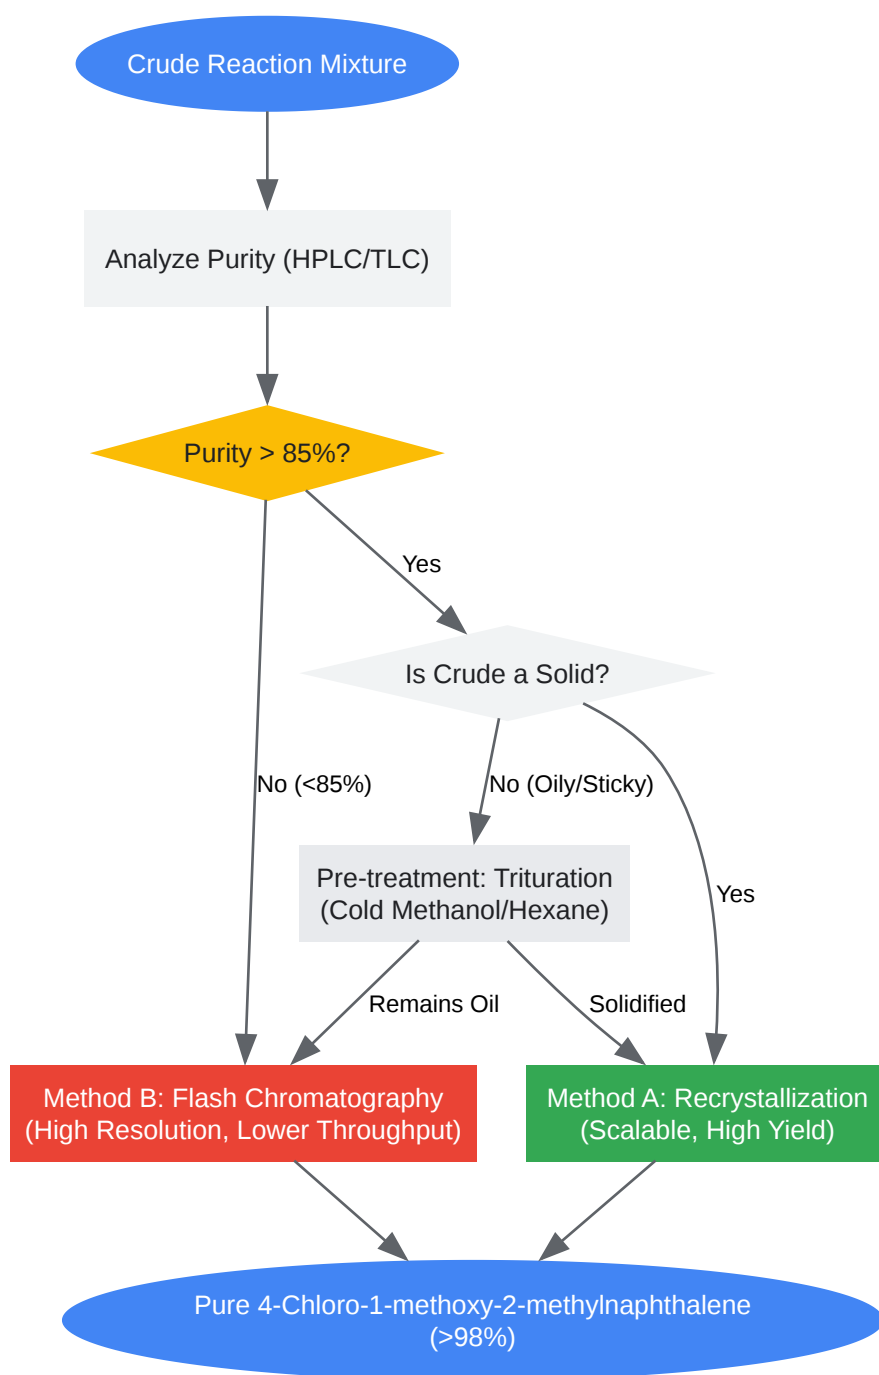 Crude Reaction Mixture
Analyze Purity (HPLC/TLC)
Purity > 85%?
Yes
Is Crude a Solid?
No (<85%)
No (Oily/Sticky)
Pre-treatment: Trituration
(Cold Methanol/Hexane)
Yes
Remains Oil
Solidified
Method B: Flash Chromatography
(High Resolution, Lower Throughput)
Method A: Recrystallization
(Scalable, High Yield)
Pure 4-Chloro-1-methoxy-2-methylnaphthalene
(>98%)